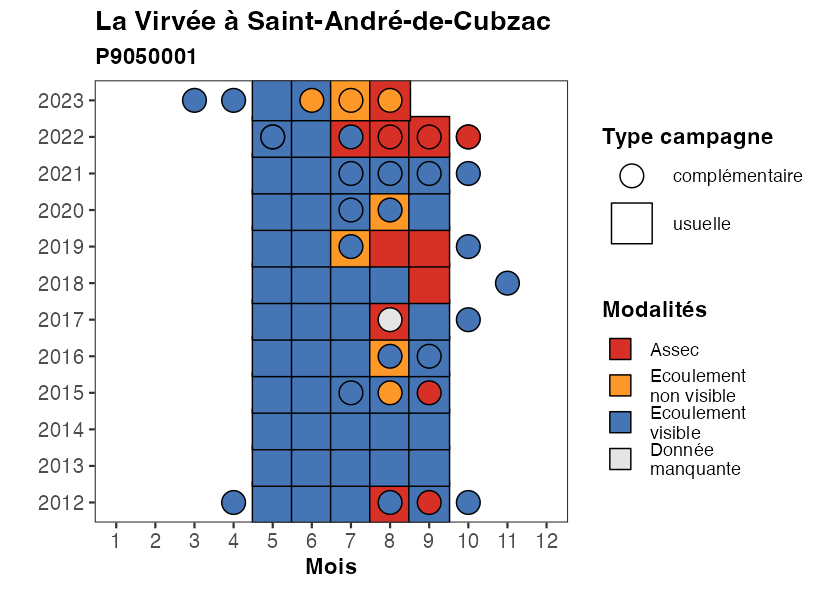 La Virvée à Saint-André-de-Cubzac
P9050001
2023
2022
2021
2020
2019
2018
2017
2016
2015
2014
2013
2012
1 2 3 4 5 6 7 8 9 10 11 12
Mois
Type campagne
complémentaire
usuelle
Modalités
Assec
Ecoulement
non visible
Ecoulement
visible
Donnée
manquante